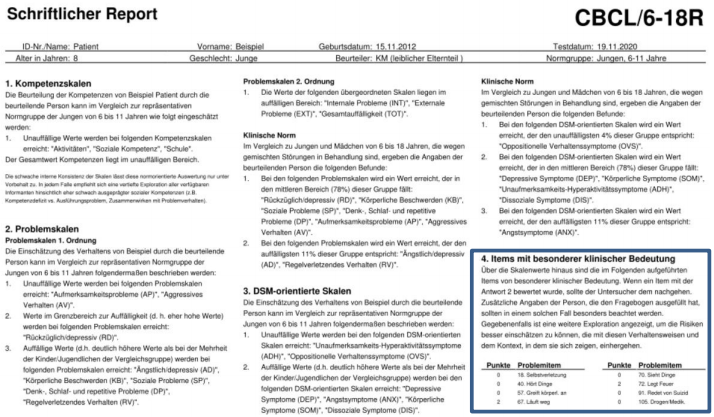 Schriftlicher Report
CBCL/6-18R
ID-Nr./Name: Patient Vorname: Beispiel Geburtsdatum: 15.11.2012 Testdatum: 19.11.2020
Alter in Jahren: 8 Geschlecht: Junge Beurteiler: KM (leiblicher Elternteil ) Normgruppe: Jungen, 6-11 Jahre
1. Kompetenzskalen
Die Beurteilung der Kompetenzen von Beispiel Patient durch die
beurteilende Person kann im Vergleich zur repräsentativen
Normgruppe der Jungen von 6 bis 11 Jahren wie folgt eingeschätzt
werden:
1. Unauffällige Werte werden bei folgenden Kompetenzskalen
erreicht: "Aktivitäten", "Soziale Kompetenz", "Schule".
Der Gesamtwert Kompetenzen liegt im unauffälligen Bereich.
Die schwache interne Konsistenz der Skalen lässt diese normorientierte Auswertung nur unter
Vorbehalt zu. In jedem Falle empfiehlt sich eine vertiefte Exploration aller verfügbaren
Informanten hinsichtlich eher schwach ausgeprägter sozialer Kompetenzen (z.B.
Kompetenzdefizit vs. Ausführungsproblem, Zusammenwirken mit Problemverhalten).
2. Problemskalen
Problemskalen 1. Ordnung
Die Einschätzung des Verhaltens von Beispiel durch die beurteilende
Person kann im Vergleich zur repräsentativen Normgruppe der
Jungen von 6 bis 11 Jahren folgendermaßen beschrieben werden:
1. Unauffällige Werte werden bei folgenden Problemskalen
erreicht: "Aufmerksamkeitsprobleme (AP)", "Aggressives
Verhalten (AV)".
2. Werte im Grenzbereich zur Auffälligkeit (d. h. eher hohe Werte)
werden bei folgenden Problemskalen erreicht:
"Rückzüglich/depressiv (RD)".
3. Auffällige Werte (d.h. deutlich höhere Werte als bei der Mehrheit
der Kinder/Jugendlichen der Vergleichsgruppe) werden bei
folgenden Problemskalen erreicht: "Ängstlich/depressiv (AD)",
"Körperliche Beschwerden (KB)", "Soziale Probleme (SP)",
"Denk-, Schlaf- und repetitive Probleme (DP)",
"Regelverletzendes Verhalten (RV)".
Problemskalen 2. Ordnung
1. Die Werte der folgenden übergeordneten Skalen liegen im
auffälligen Bereich: "Internale Probleme (INT)", "Externale
Probleme (EXT)", "Gesamtauffälligkeit (TOT)".
Klinische Norm
Im Vergleich zu Jungen und Mädchen von 6 bis 18 Jahren, die wegen
gemischten Störungen in Behandlung sind, ergeben die Angaben der
beurteilenden Person die folgenden Befunde:
1. Bei den folgenden Problemskalen wird ein Wert erreicht, der in
den mittleren Bereich (78%) dieser Gruppe fällt:
"Rückzüglich/depressiv (RD)", "Körperliche Beschwerden (KB)",
"Soziale Probleme (SP)", "Denk-, Schlaf- und repetitive
Probleme (DP)", "Aufmerksamkeitsprobleme (AP)", "Aggressives
Verhalten (AV)".
2. Bei den folgenden Problemskalen wird ein Wert erreicht, der den
auffälligsten 11% dieser Gruppe entspricht: "Ängstlich/depressiv
(AD)", "Regelverletzendes Verhalten (RV)".
3. DSM-orientierte Skalen
Die Einschätzung des Verhaltens von Beispiel durch die beurteilende
Person kann im Vergleich zur repräsentativen Normgruppe der
Jungen von 6 bis 11 Jahren folgendermaßen beschrieben werden:
1. Unauffällige Werte werden bei den folgenden DSM-orientierten
Skalen erreicht: "Unaufmerksamkeits-Hyperaktivitätssymptome
(ADH)", "Oppositionelle Verhaltenssymptome (OVS)".
2. Auffällige Werte (d.h. deutlich höhere Werte als bei der Mehrheit
der Kinder/Jugendlichen der Vergleichsgruppe) werden bei den
folgenden DSM-orientierten Skalen erreicht: "Depressive
Symptome (DEP)", "Angstsymptome (ANX)", "Körperliche
Symptome (SOM)", "Dissoziale Symptome (DIS)".
Klinische Norm
Im Vergleich zu Jungen und Mädchen von 6 bis 18 Jahren, die wegen
gemischten Störungen in Behandlung sind, ergeben die Angaben der
beurteilenden Person die folgende Befunde:
1. Bei den folgenden DSM-orientierten Skalen wird ein Wert
erreicht, der den unauffälligsten 4% dieser Gruppe entspricht:
"Oppositionelle Verhaltenssymptome (OVS)".
2. Bei den folgenden DSM-orientierten Skalen wird ein Wert
erreicht, der in den mittleren Bereich (78%) dieser Gruppe fällt:
"Depressive Symptome (DEP)", "Körperliche Symptome (SOM)",
"Unaufmerksamkeits-Hyperaktivitätssymptome (ADH)",
"Dissoziale Symptome (DIS)".
3. Bei den folgenden DSM-orientierten Skalen wird ein Wert
erreicht, der den auffälligsten 11% dieser Gruppe entspricht:
"Angstsymptome (ANX)".
4. Items mit besonderer klinischer Bedeutung
Über die Skalenwerte hinaus sind die im Folgenden aufgeführten
Items von besonderer klinischer Bedeutung. Wenn ein Item mit der
Antwort 2 bewertet wurde, sollte der Untersucher dem nachgehen.
Zusätzliche Angaben der Person, die den Fragebogen ausgefüllt hat,
sollten in einem solchen Fall besonders beachtet werden.
Gegebenenfalls ist eine weitere Exploration angezeigt, um die Risiken
besser einschätzen zu können, die mit diesen Verhaltensweisen und
dem Kontext, in dem sie sich zeigen, einhergehen.
Punkte Problemitem Punkte Problemitem
0 18. Selbstverletzung 0 70. Sieht Dinge
0 40. Hört Dinge 2 72. Legt Feuer
0 57. Greift körperl. an 0 91. Redet von Suizid
2 67. Läuft weg 0 105. Drogen/Medik.